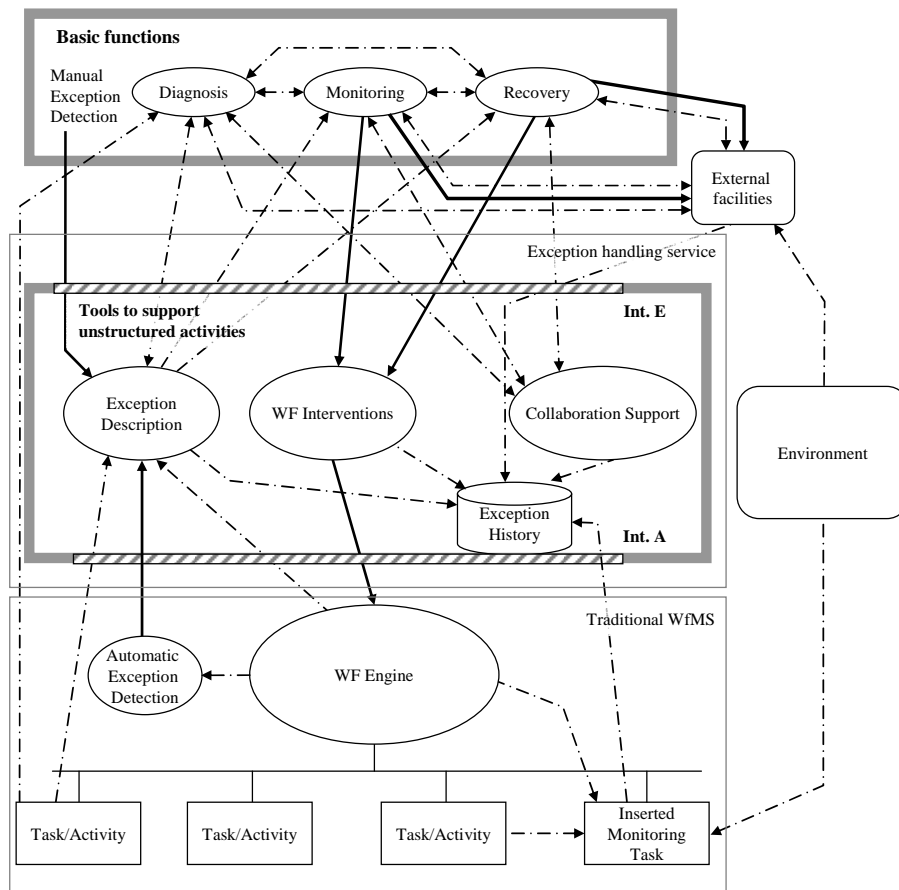 Basic functions
Manual
Exception
Detection
Diagnosis
Monitoring
Recovery
External
facilities
Exception handling service
Tools to support
unstructured activities
Int. E
Exception
Description
WF Interventions
Collaboration Support
Environment
Exception
History
Int. A
Traditional WfMS
Automatic
Exception
Detection
WF Engine
Task/Activity
Task/Activity
Task/Activity
Inserted
Monitoring
Task